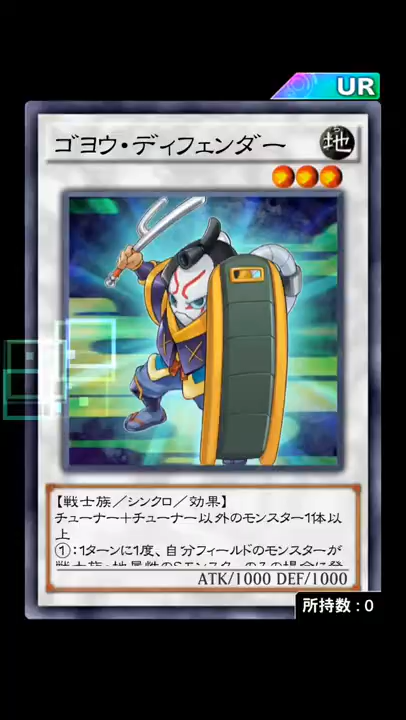 UR
ゴヨウ・ディフェンダー
地
【戦士族／シンクロ／効果】
チューナー＋チューナー以外のモンスター1体以
上
①：1ターンに1度、自分フィールドのモンスターが
ATK/1000 DEF/1000
所持数：0